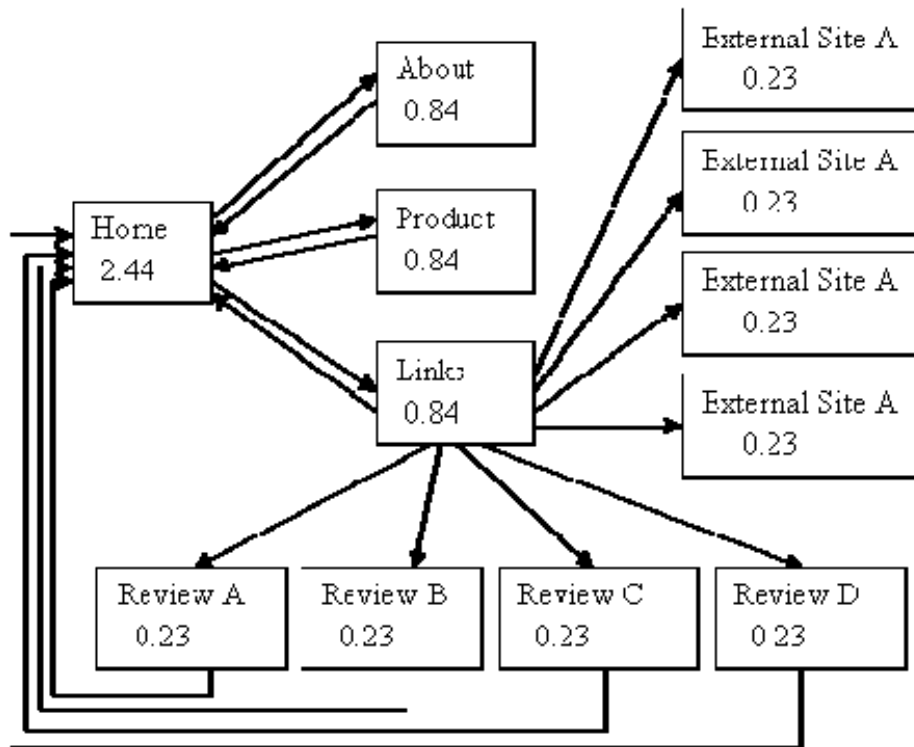 External Site A
0.23
About
0.84
External Site A
0.23
Home
2.44
Product
0.84
External Site A
0.23
Links
0.84
External Site A
0.23
Review A
0.23
Review B
0.23
Review C
0.23
Review D
0.23